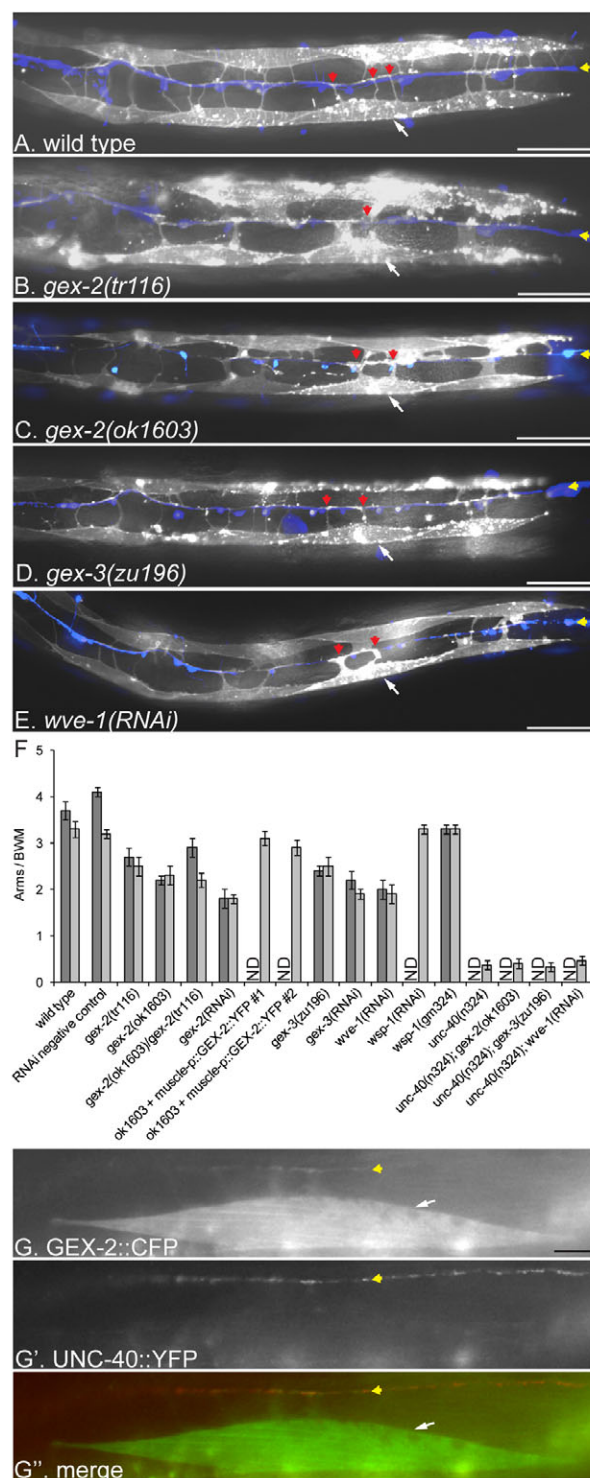 A. wild type
B. gex-2(tr116)
C. gex-2(ok1603)
D. gex-3(zu196)
E. wve-1(RNAi)
F
Arms / BWM
5
4
3
2
1
0
ND
ND
ND
ND
ND
ND
ND
wild type
RNAi negative control
gex-2(tr116)
gex-2(ok1603)
gex-2(ok1603)/gex-2(tr116)
gex-2(RNAi)
ok1603 + muscle-p::GEX-2::YFP #1
ok1603 + muscle-p::GEX-2::YFP #2
gex-3(zu196)
gex-3(RNAi)
wve-1(RNAi)
wsp-1(RNAi)
wsp-1(gm324)
unc-40(n324)
unc-40(n324); gex-2(ok1603)
unc-40(n324); gex-3(zu196)
unc-40(n324); wve-1(RNAi)
G. GEX-2::CFP
G'. UNC-40::YFP
G''. merge